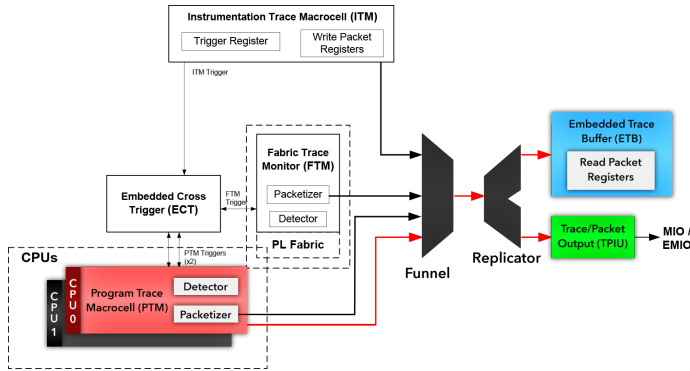 Instrumentation Trace Macrocell (ITM)
Trigger Register
Write Packet
Registers
ITM Trigger
Fabric Trace
Monitor (FTM)
Packetizer
Detector
PL Fabric
FTM
Trigger
Embedded Cross
Trigger (ECT)
PTM Triggers
(x2)
CPUs
CPU1
CPU0
Program Trace
Macrocell (PTM)
Detector
Packetizer
Funnel
Replicator
Embedded Trace
Buffer (ETB)
Read Packet
Registers
Trace/Packet
Output (TPIU)
MIO /
EMIO